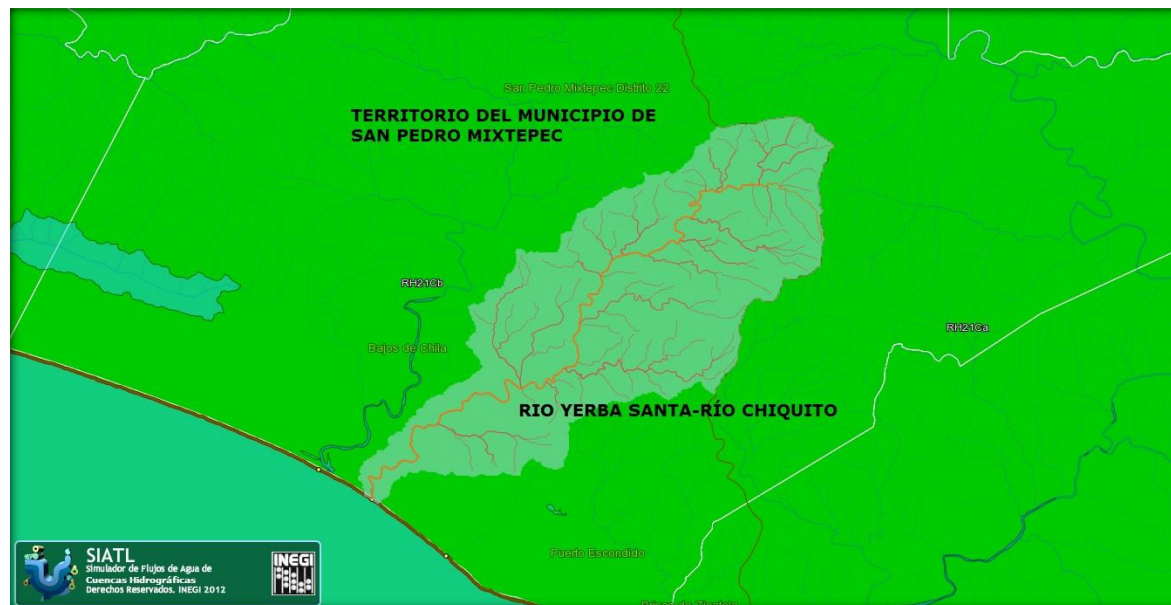 San Pedro Mixtepec Distrito 22
TERRITORIO DEL MUNICIPIO DE
SAN PEDRO MIXTEPEC
RH21Cb
RH21Ca
Bajos de Chila
RIO YERBA SANTA-RÍO CHIQUITO
Puerto Escondido
SIATL
Simulador de Flujos de Agua de
Cuencas Hidrográficas
Derechos Reservados. INEGI 2012
INEGI